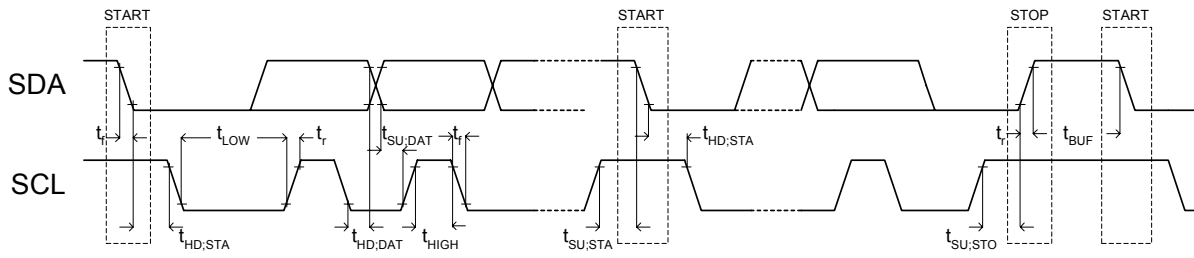 START START STOP START
SDA
t_f t_LOW t_r t_SU;DAT t_f t_HD;STA t_r t_BUF
SCL
t_HD;STA t_HD;DAT t_HIGH t_SU;STA t_SU;STO